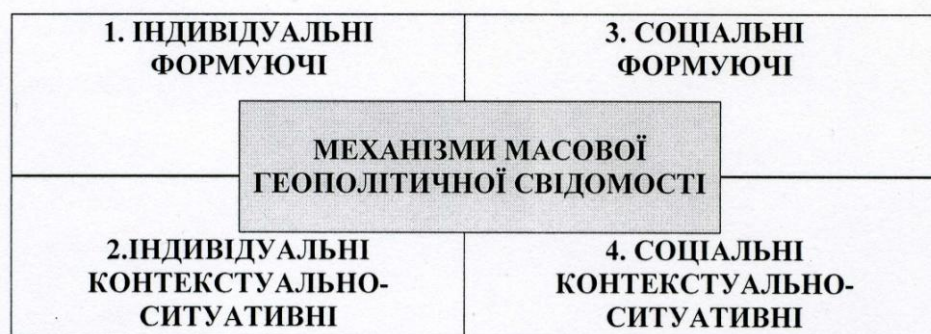 1. ІНДИВІДУАЛЬНІ
ФОРМУЮЧІ
3. СОЦІАЛЬНІ
ФОРМУЮЧІ
МЕХАНІЗМИ МАСОВОЇ
ГЕОПОЛІТИЧНОЇ СВІДОМОСТІ
2.ІНДИВІДУАЛЬНІ
КОНТЕКСТУАЛЬНО-
СИТУАТИВНІ
4. СОЦІАЛЬНІ
КОНТЕКСТУАЛЬНО-
СИТУАТИВНІ